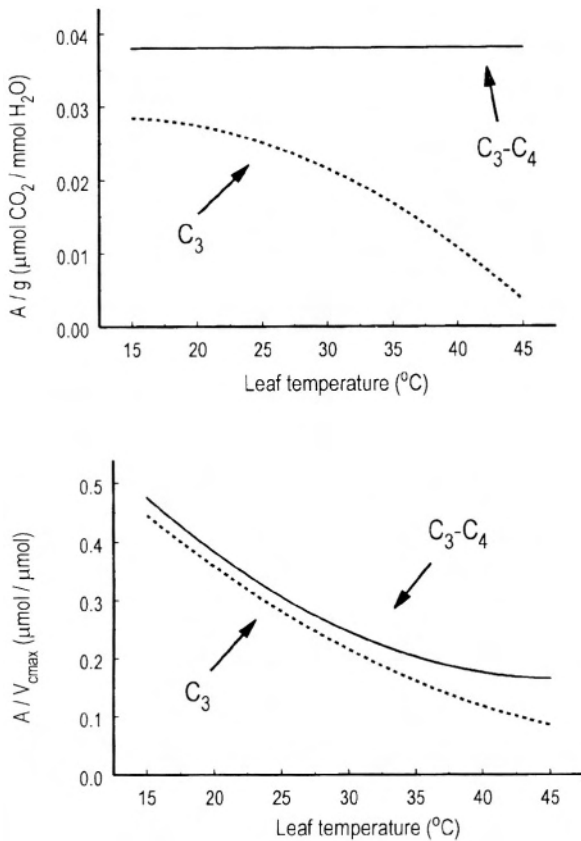 A / g (μmol CO₂ / mmol H₂O)
0.04
0.03
0.02
0.01
0.00
C₃-C₄
C₃
15 20 25 30 35 40 45
Leaf temperature (°C)
A / Vcmax (μmol / μmol)
0.5
0.4
0.3
0.2
0.1
0.0
C₃-C₄
C₃
15 20 25 30 35 40 45
Leaf temperature (°C)